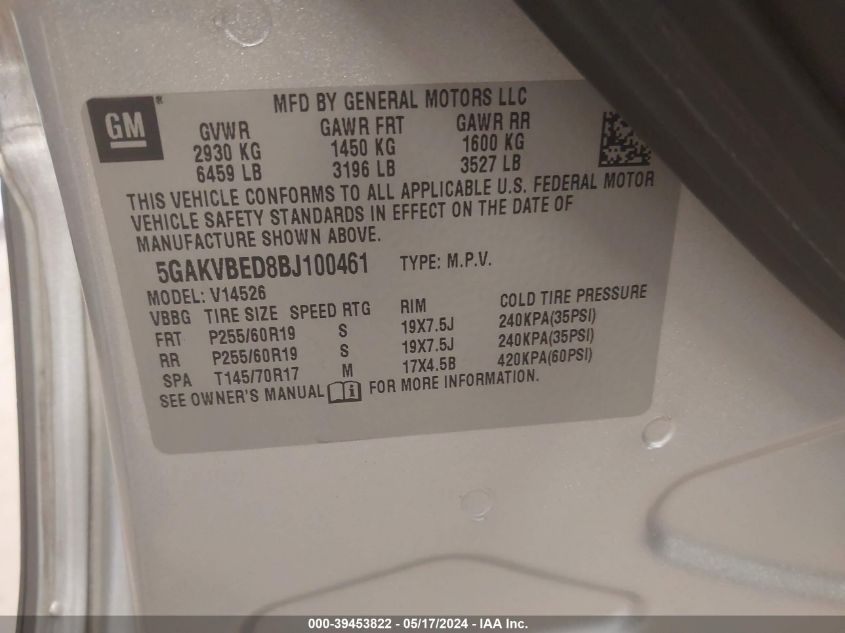 MFD BY GENERAL MOTORS LLC
GM®
GVWR GAWR FRT GAWR RR
2930 KG 1450 KG 1600 KG
6459 LB 3196 LB 3527 LB
THIS VEHICLE CONFORMS TO ALL APPLICABLE U.S. FEDERAL MOTOR
VEHICLE SAFETY STANDARDS IN EFFECT ON THE DATE OF
MANUFACTURE SHOWN ABOVE.
5GAKVBED8BJ100461 TYPE: M.P.V.
MODEL: V14526
VBBG TIRE SIZE SPEED RTG RIM COLD TIRE PRESSURE
FRT P255/60R19 S 19X7.5J 240KPA(35PSI)
RR P255/60R19 S 19X7.5J 240KPA(35PSI)
SPA T145/70R17 M 17X4.5B 420KPA(60PSI)
SEE OWNER'S MANUAL i FOR MORE INFORMATION.
000-39453822 - 05/17/2024 - IAA Inc.